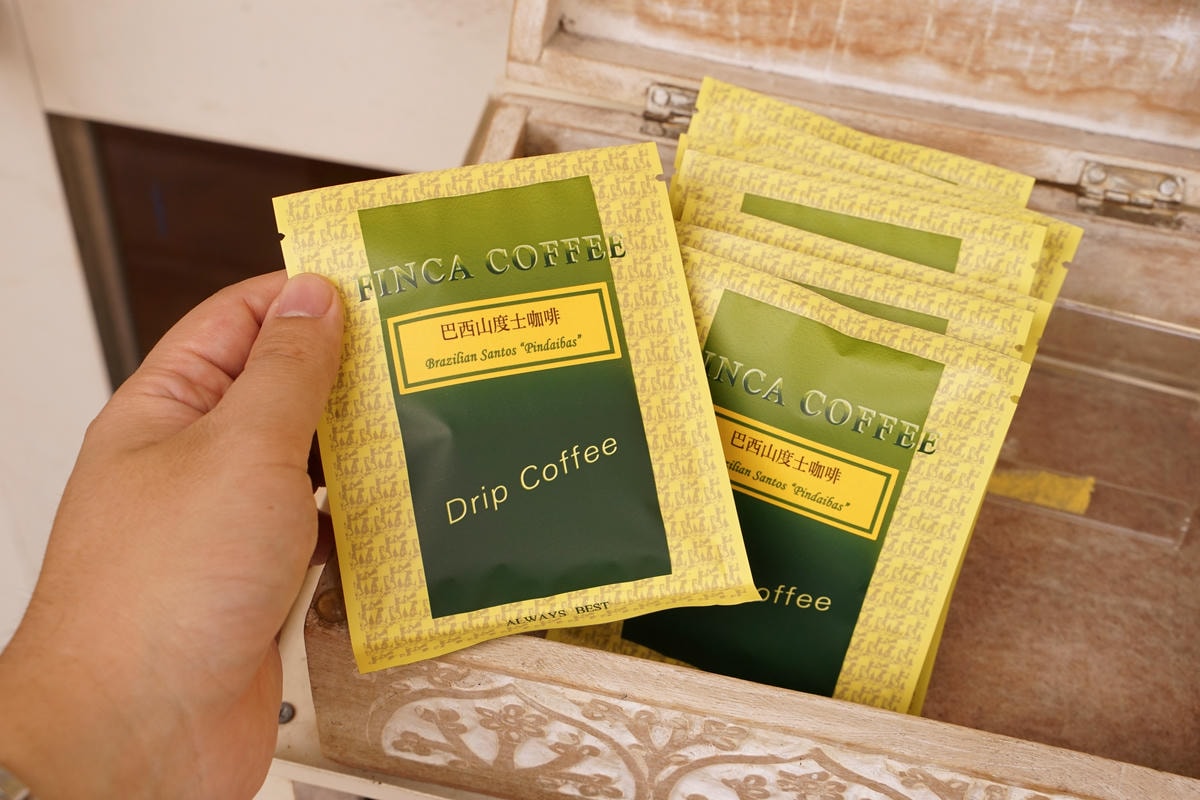 FINCA COFFEE
巴西山度士咖啡
Brazilian Santos "Pindaibas"
Drip Coffee
ALWAYS BEST
INCA COFFEE
巴西山度士咖啡
Santos "Pindaibas"
offee